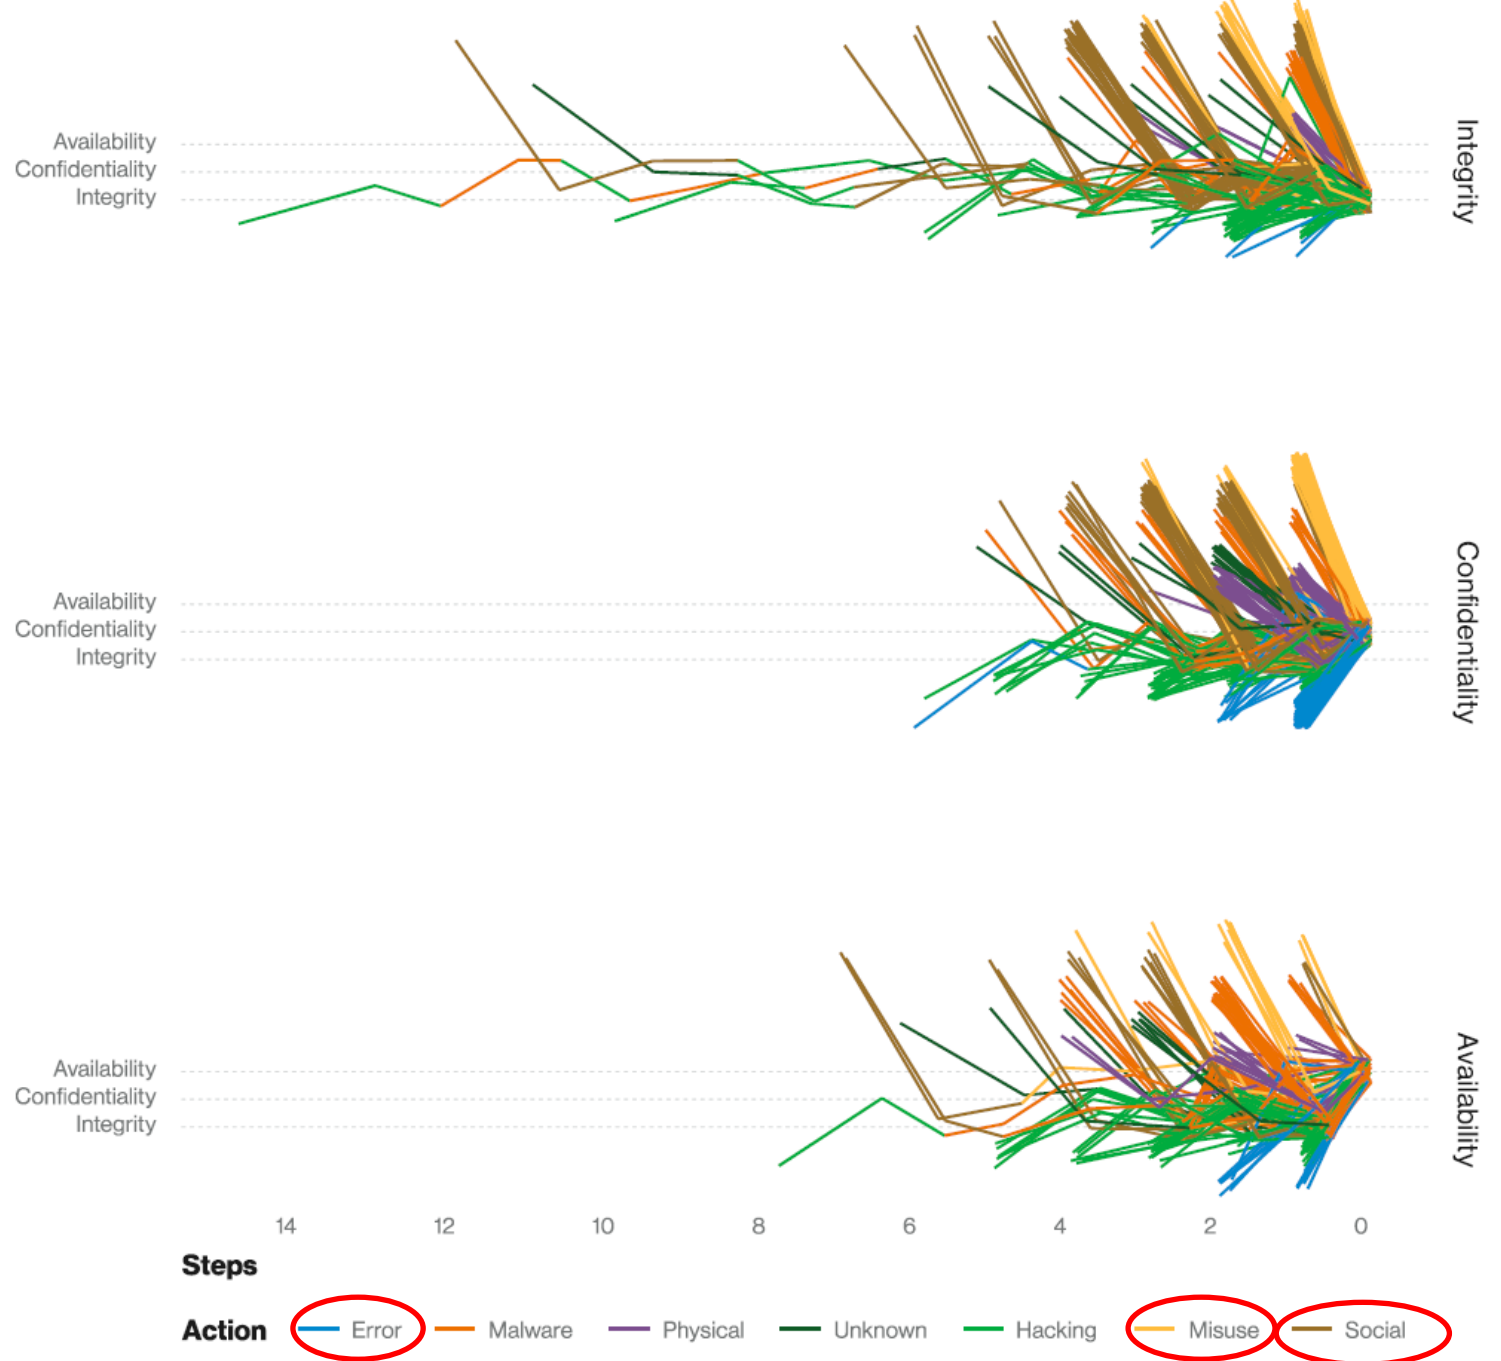 Availability
Confidentiality
Integrity
Integrity
Availability
Confidentiality
Integrity
Confidentiality
Availability
Confidentiality
Integrity
Availability
14 12 10 8 6 4 2 0
Steps
Action Error Malware Physical Unknown Hacking Misuse Social